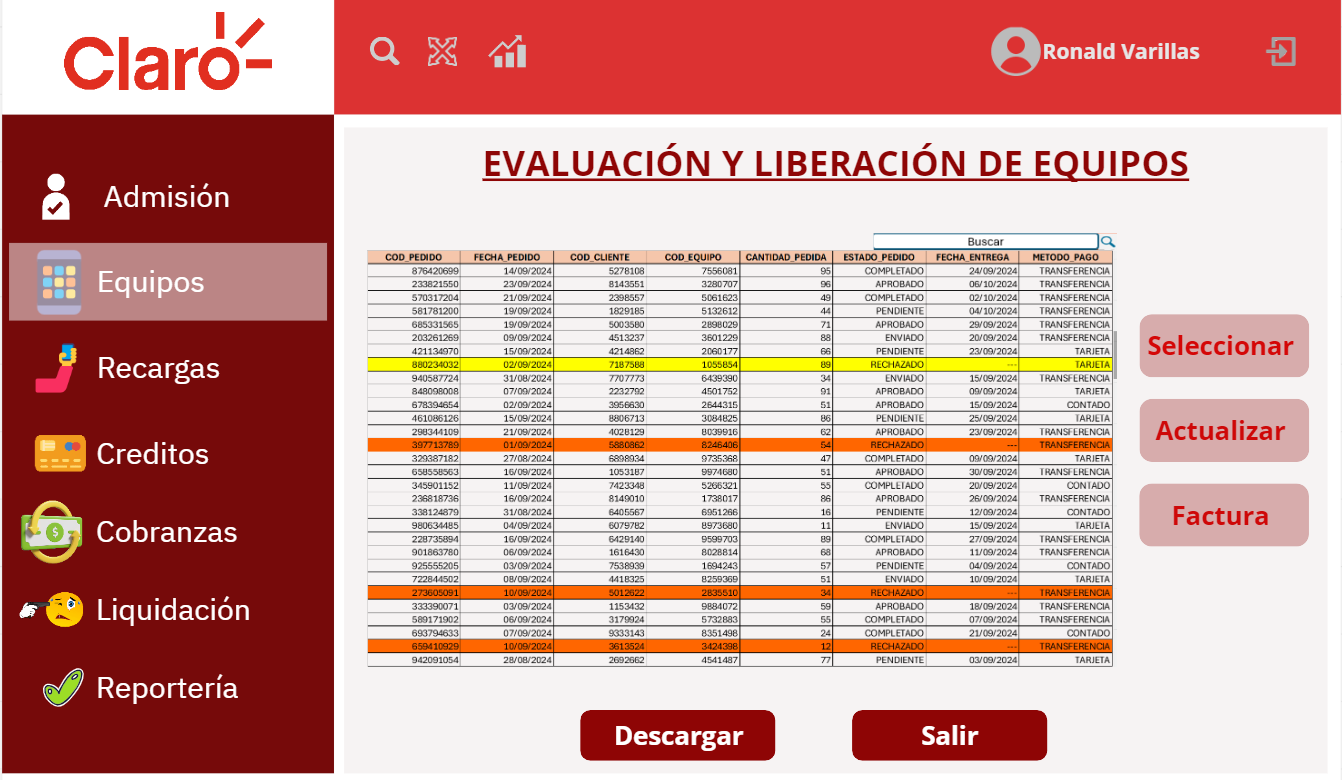 Claro
Ronald Varillas
Admisión
Equipos
Recargas
Creditos
Cobranzas
Liquidación
Reportería
EVALUACIÓN Y LIBERACIÓN DE EQUIPOS
Buscar
COD_PEDIDO FECHA_PEDIDO COD_CLIENTE COD_EQUIPO CANTIDAD_PEDIDA ESTADO_PEDIDO FECHA_ENTREGA METODO_PAGO
876420699 14/09/2024 5278108 7556081 95 COMPLETADO 24/09/2024 TRANSFERENCIA
233821550 23/09/2024 8143551 3280707 96 APROBADO 06/10/2024 TRANSFERENCIA
570317204 21/09/2024 2398557 5061623 49 COMPLETADO 02/10/2024 TRANSFERENCIA
581781200 19/09/2024 1829185 5132612 44 PENDIENTE 04/10/2024 TRANSFERENCIA
685331565 19/09/2024 5003580 2898029 71 APROBADO 29/09/2024 TRANSFERENCIA
203261269 09/09/2024 4513237 3601229 88 ENVIADO 20/09/2024 TRANSFERENCIA
421134970 15/09/2024 4214862 2060177 66 PENDIENTE 23/09/2024 TARJETA
880234032 02/09/2024 7187588 1055854 89 RECHAZADO --- TARJETA
940587724 31/08/2024 7707773 6439390 34 ENVIADO 15/09/2024 TRANSFERENCIA
848098008 07/09/2024 2232792 4501752 91 APROBADO 09/09/2024 TARJETA
678394654 02/09/2024 3956630 2644315 51 APROBADO 15/09/2024 CONTADO
461086126 15/09/2024 8806713 3084825 86 PENDIENTE 25/09/2024 TARJETA
298344109 21/09/2024 4028129 8039916 62 APROBADO 23/09/2024 TRANSFERENCIA
397713789 01/09/2024 5880862 8246406 54 RECHAZADO --- TRANSFERENCIA
329387182 27/08/2024 6898934 9735368 47 COMPLETADO 09/09/2024 TARJETA
658558563 16/09/2024 1053187 9974680 51 APROBADO 30/09/2024 TRANSFERENCIA
345901152 11/09/2024 7423348 5266321 55 COMPLETADO 20/09/2024 CONTADO
236818736 16/09/2024 8149010 1738017 86 APROBADO 26/09/2024 TRANSFERENCIA
338124879 31/08/2024 6405567 6951266 16 PENDIENTE 12/09/2024 CONTADO
980634485 04/09/2024 6079782 8973680 11 ENVIADO 15/09/2024 TARJETA
228735894 16/09/2024 6429140 9599703 89 COMPLETADO 27/09/2024 TRANSFERENCIA
901863780 06/09/2024 1616430 8028814 68 APROBADO 11/09/2024 TRANSFERENCIA
925555205 03/09/2024 7538939 1694243 57 PENDIENTE 04/09/2024 CONTADO
722844502 08/09/2024 4418325 8259369 51 ENVIADO 10/09/2024 TARJETA
273605091 10/09/2024 5012622 2835510 34 RECHAZADO --- TRANSFERENCIA
333390071 03/09/2024 1153432 9884072 59 APROBADO 18/09/2024 TRANSFERENCIA
589171902 06/09/2024 3179924 5732883 55 COMPLETADO 07/09/2024 TRANSFERENCIA
693794633 07/09/2024 9333143 8351498 24 COMPLETADO 21/09/2024 CONTADO
659410929 10/09/2024 3613524 3424398 12 RECHAZADO --- TRANSFERENCIA
942091054 28/08/2024 2692662 4541487 77 PENDIENTE 03/09/2024 TARJETA
Seleccionar
Actualizar
Factura
Descargar
Salir